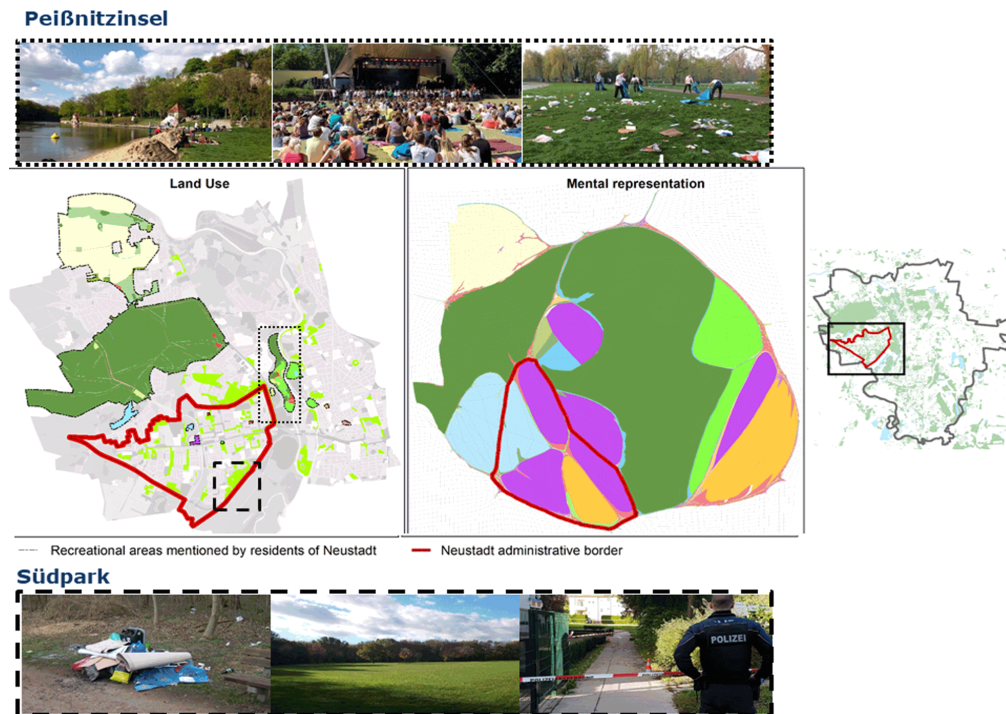 Peißnitzinsel
Land Use
Mental representation
Recreational areas mentioned by residents of Neustadt
Neustadt administrative border
Südpark
POLIZEI